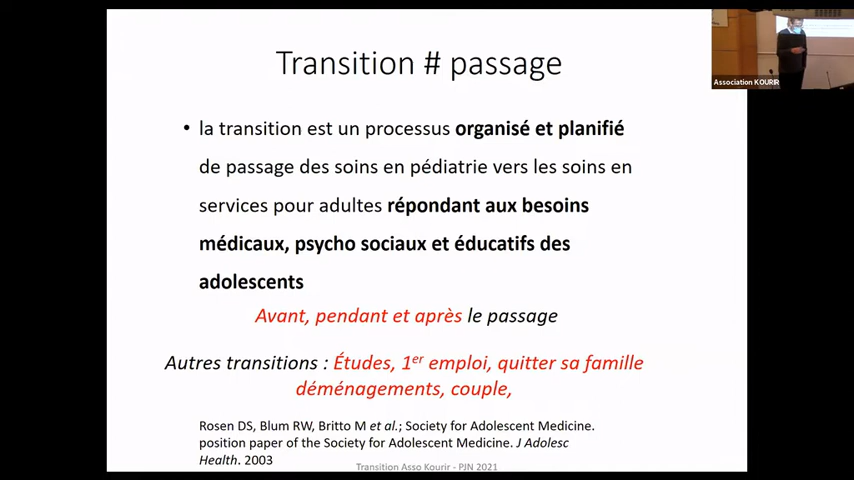 Transition # passage
Association KOURIR
• la transition est un processus organisé et planifié
de passage des soins en pédiatrie vers les soins en
services pour adultes répondant aux besoins
médicaux, psycho sociaux et éducatifs des
adolescents
Avant, pendant et après le passage
Autres transitions : Études, 1er emploi, quitter sa famille
déménagements, couple,
Rosen DS, Blum RW, Britto M et al.; Society for Adolescent Medicine.
position paper of the Society for Adolescent Medicine. J Adolesc
Health. 2003
Transition Asso Kourir - PJN 2021